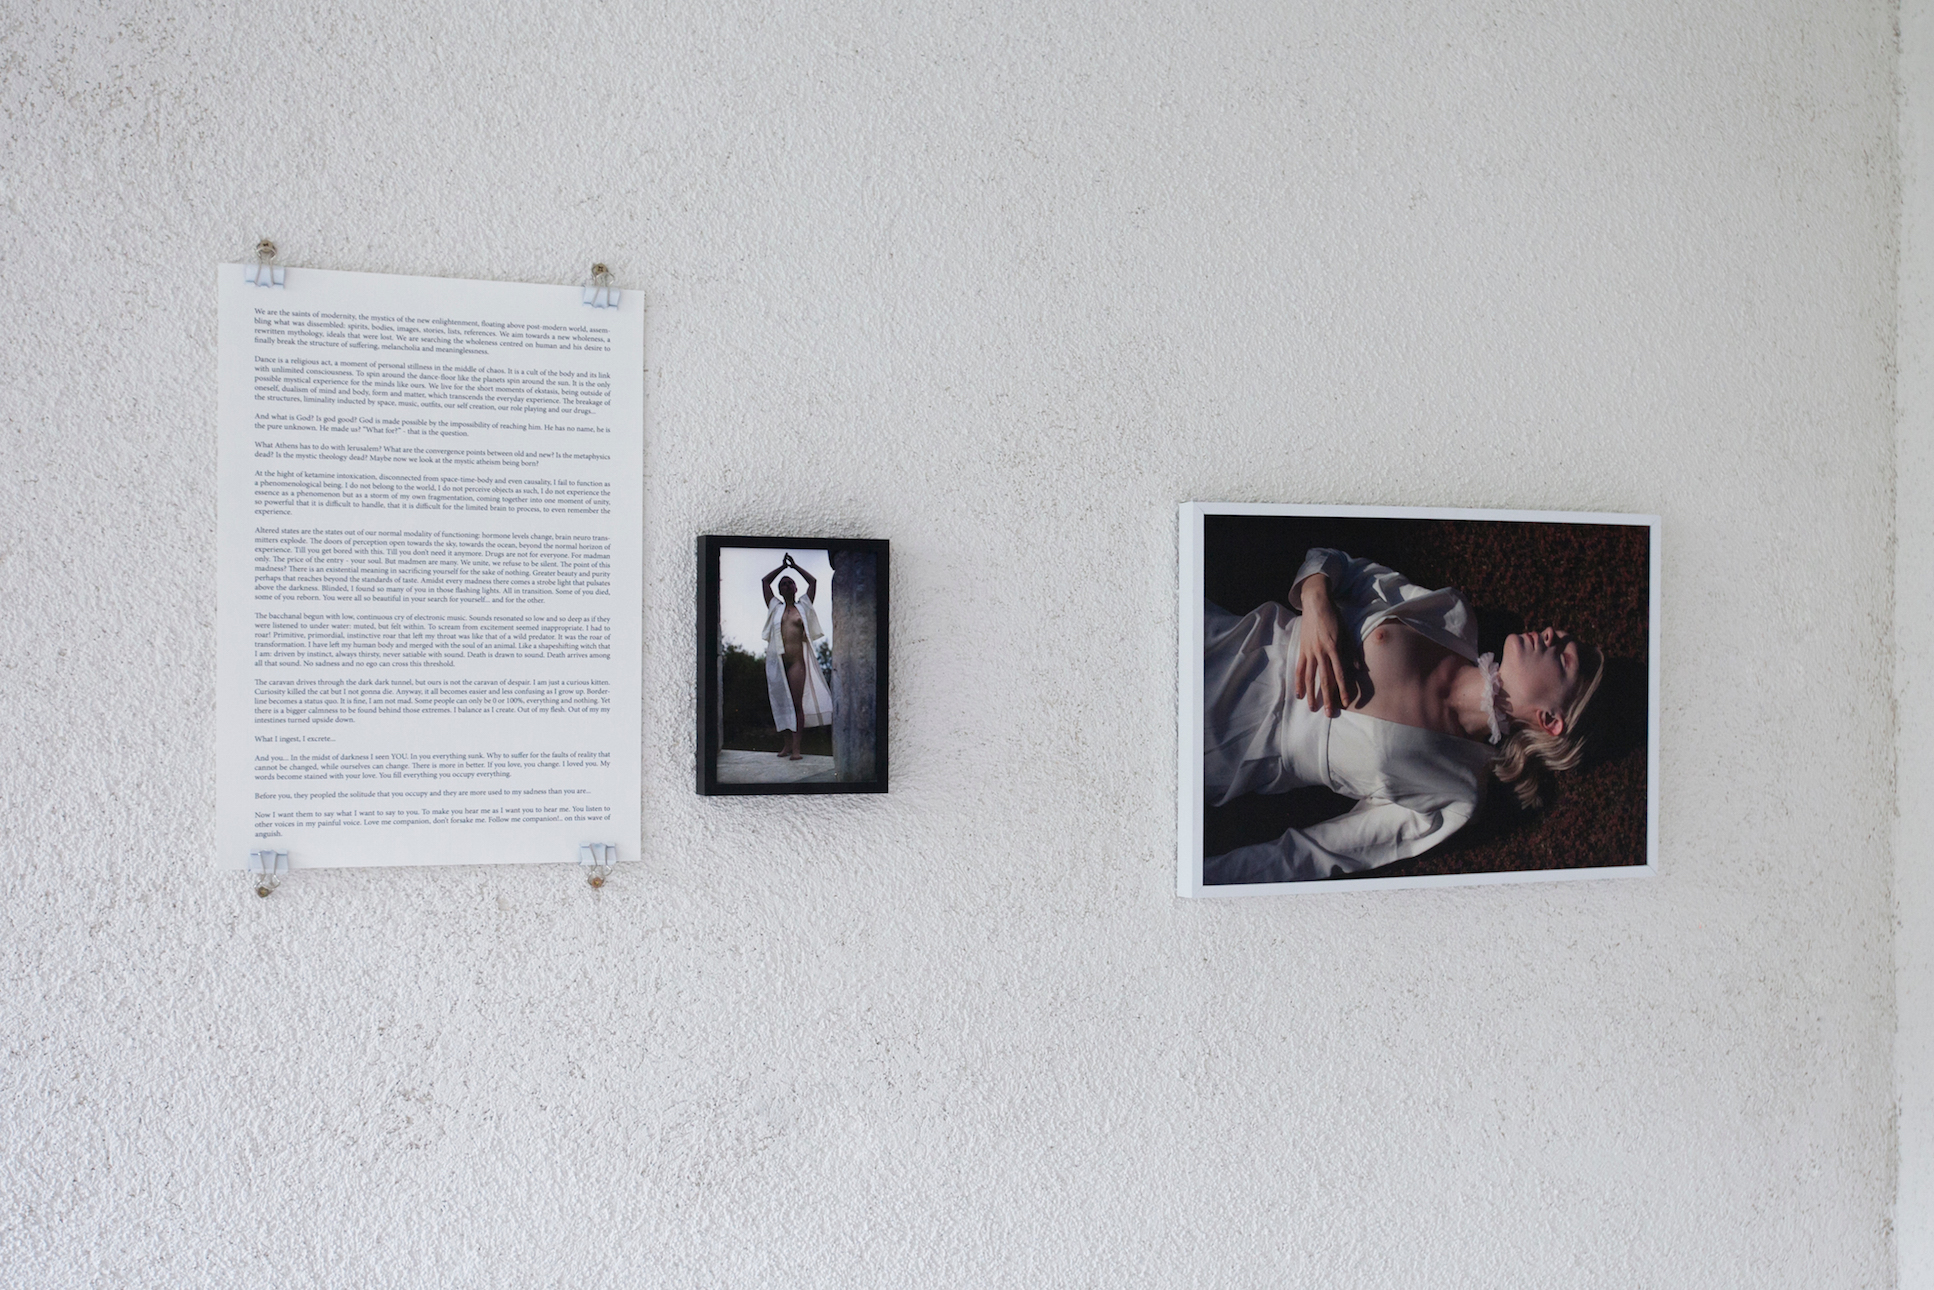 We are the saints of modernity, the mystics of the new enlightenment, floating above post-modern world, assem-
bling what was dissembled: spirits, bodies, images, stories, lists, references. We aim towards a new wholeness, a
rewritten mythology, ideals that were lost. We are searching the wholeness centred on human and his desire to
finally break the structure of suffering, melancholia and meaninglessness.
Dance is a religious act, a moment of personal stillness in the middle of chaos. It is a cult of the body and its link
with unlimited consciousness. To spin around the dance-floor like the planets spin around the sun. It is the only
possible mystical experience for the minds like ours. We live for the short moments of ekstasis, being outside of
oneself, dualism of mind and body, form and matter, which transcends the everyday experience. The breakage of
the structures, liminality inducted by space, music, outfits, our self creation, our role playing and our drugs...
And what is God? Is god good? God is made possible by the impossibility of reaching him. He has no name, he is
the pure unknown. He made us? "What for?" - that is the question.
What Athens has to do with Jerusalem? What are the convergence points between old and new? Is the metaphysics
dead? Is the mystic theology dead? Maybe now we look at the mystic atheism being born?
At the hight of ketamine intoxication, disconnected from space-time-body and even causality, I fail to function as
a phenomenological being. I do not belong to the world, I do not perceive objects as such, I do not experience the
essence as a phenomenon but as a storm of my own fragmentation, coming together into one moment of unity,
so powerful that it is difficult to handle, that it is difficult for the limited brain to process, to even remember the
experience.
Altered states are the states out of our normal modality of functioning: hormone levels change, brain neuro trans-
mitters explode. The doors of perception open towards the sky, towards the ocean, beyond the normal horizon of
experience. Till you get bored with this. Till you don't need it anymore. Drugs are not for everyone. For madman
only. The price of the entry - your soul. But madmen are many. We unite, we refuse to be silent. The point of this
madness? There is an existential meaning in sacrificing yourself for the sake of nothing. Greater beauty and purity
perhaps that reaches beyond the standards of taste. Amidst every madness there comes a strobe light that pulsates
above the darkness. Blinded, I found so many of you in those flashing lights. All in transition. Some of you died,
some of you reborn. You were all so beautiful in your search for yourself... and for the other.
The bacchanal begun with low, continuous cry of electronic music. Sounds resonated so low and so deep as if they
were listened to under water: muted, but felt within. To scream from excitement seemed inappropriate. I had to
roar! Primitive, primordial, instinctive roar that left my throat was like that of a wild predator. It was the roar of
transformation. I have left my human body and merged with the soul of an animal. Like a shapeshifting witch that
I am: driven by instinct, always thirsty, never satiable with sound. Death is drawn to sound. Death arrives among
all that sound. No sadness and no ego can cross this threshold.
The caravan drives through the dark dark tunnel, but ours is not the caravan of despair. I am just a curious kitten.
Curiosity killed the cat but I not gonna die. Anyway, it all becomes easier and less confusing as I grow up. Border-
line becomes a status quo. It is fine, I am not mad. Some people can only be 0 or 100%, everything and nothing. Yet
there is a bigger calmness to be found behind those extremes. I balance as I create. Out of my flesh. Out of my my
intestines turned upside down.
What I ingest, I excrete...
And you... In the midst of darkness I seen YOU. In you everything sunk. Why to suffer for the faults of reality that
cannot be changed, while ourselves can change. There is more in better. If you love, you change. I loved you. My
words become stained with your love. You fill everything you occupy everything.
Before you, they peopled the solitude that you occupy and they are more used to my sadness than you are...
Now I want them to say what I want to say to you. To make you hear me as I want you to hear me. You listen to
other voices in my painful voice. Love me companion, don't forsake me. Follow me companion!.. on this wave of
anguish.